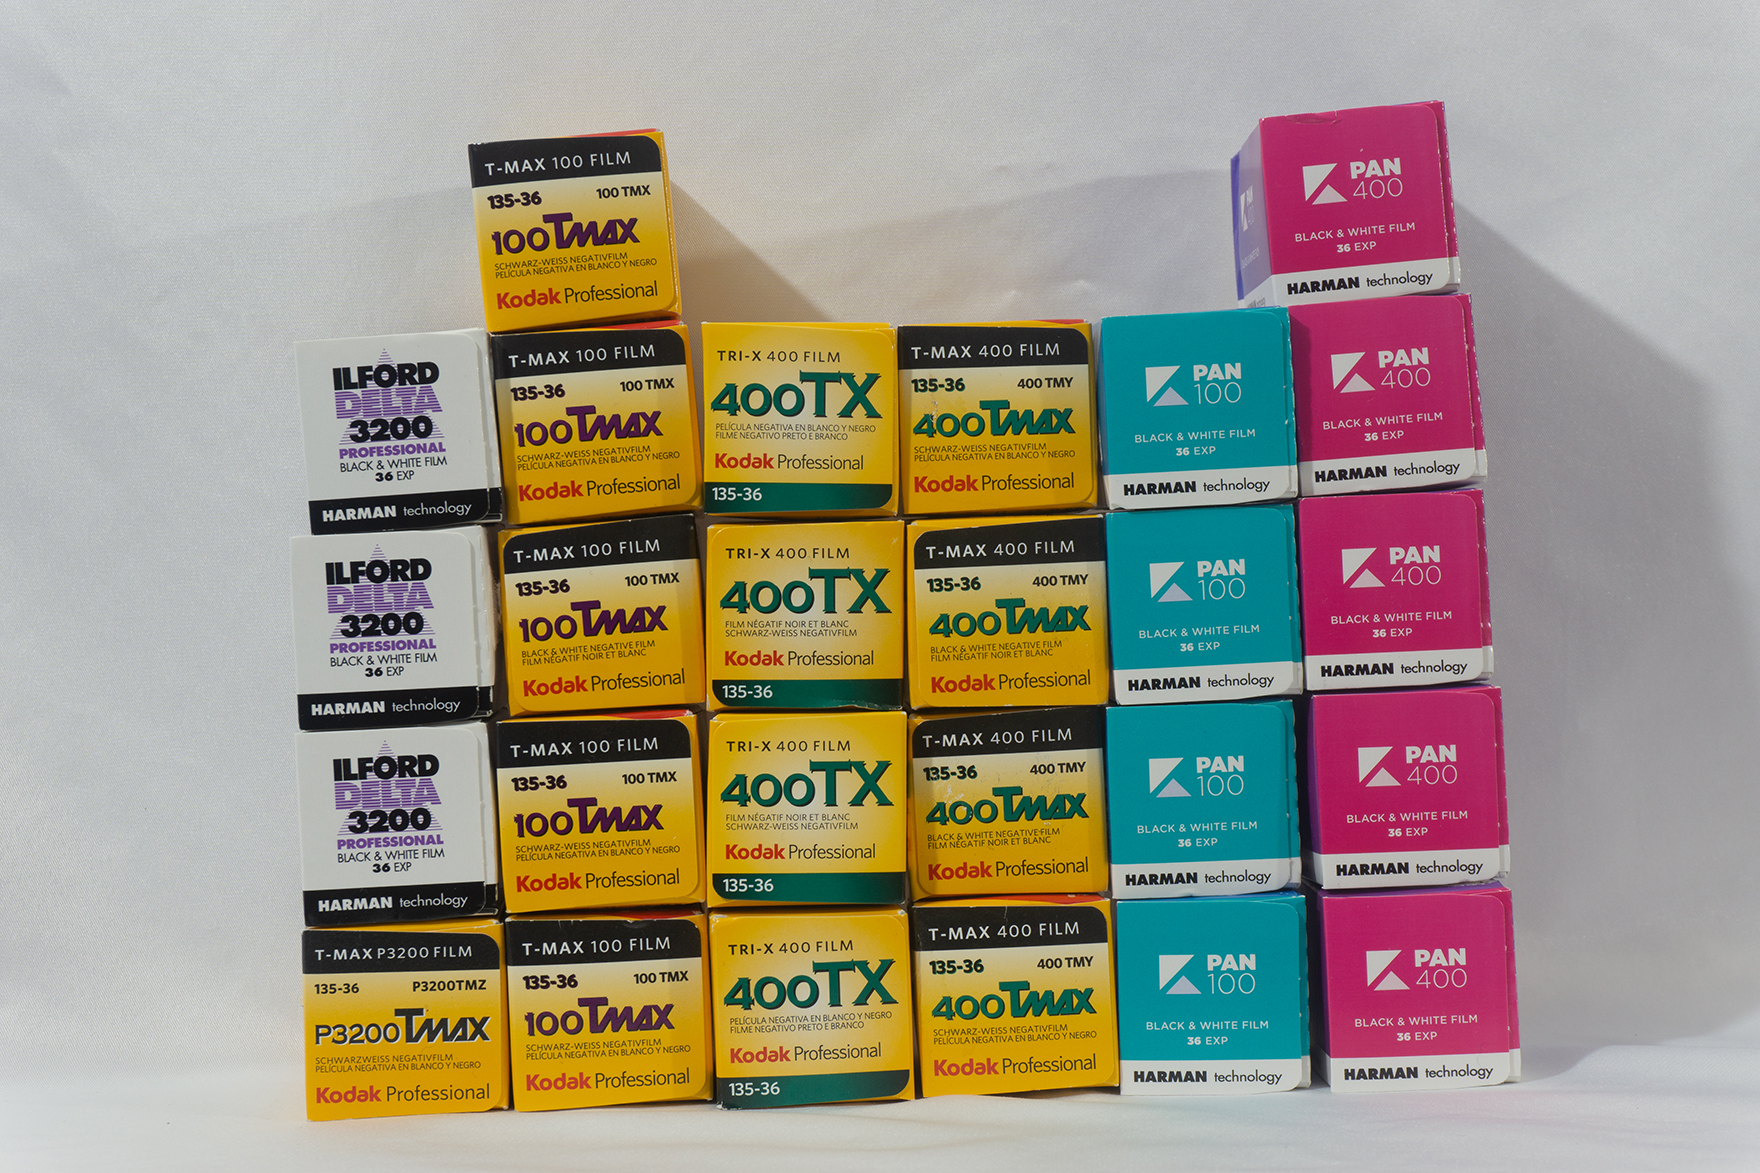 T-MAX 100 FILM
135-36 100 TMX
100TMAX
SCHWARZ-WEISS NEGATIVFILM
PELÍCULA NEGATIVA EN BLANCO Y NEGRO
Kodak Professional
PAN
400
BLACK & WHITE FILM
36 EXP
HARMAN technology
ILFORD
DELTA
3200
PROFESSIONAL
BLACK & WHITE FILM
36 EXP
HARMAN technology
T-MAX 100 FILM
135-36 100 TMX
100TMAX
SCHWARZ-WEISS NEGATIVFILM
PELÍCULA NEGATIVA EN BLANCO Y NEGRO
Kodak Professional
TRI-X 400 FILM
400TX
PELÍCULA NEGATIVA EN BLANCO Y NEGRO
FILME NEGATIVO PRETO E BRANCO
Kodak Professional
135-36
T-MAX 400 FILM
135-36 400 TMY
400TMAX
SCHWARZ-WEISS NEGATIVFILM
PELÍCULA NEGATIVA EN BLANCO Y NEGRO
Kodak Professional
PAN
100
BLACK & WHITE FILM
36 EXP
HARMAN technology
PAN
400
BLACK & WHITE FILM
36 EXP
HARMAN technology
ILFORD
DELTA
3200
PROFESSIONAL
BLACK & WHITE FILM
36 EXP
HARMAN technology
T-MAX 100 FILM
135-36 100 TMX
100TMAX
BLACK & WHITE NEGATIVE FILM
FILM NÉGATIF NOIR ET BLANC
Kodak Professional
TRI-X 400 FILM
400TX
FILM NÉGATIF NOIR ET BLANC
SCHWARZ-WEISS NEGATIVFILM
Kodak Professional
135-36
T-MAX 400 FILM
135-36 400 TMY
400TMAX
BLACK & WHITE NEGATIVE FILM
FILM NÉGATIF NOIR ET BLANC
Kodak Professional
PAN
100
BLACK & WHITE FILM
36 EXP
HARMAN technology
PAN
400
BLACK & WHITE FILM
36 EXP
HARMAN technology
ILFORD
DELTA
3200
PROFESSIONAL
BLACK & WHITE FILM
36 EXP
HARMAN technology
T-MAX 100 FILM
135-36 100 TMX
100TMAX
SCHWARZ-WEISS NEGATIVFILM
PELÍCULA NEGATIVA EN BLANCO Y NEGRO
Kodak Professional
TRI-X 400 FILM
400TX
FILM NÉGATIF NOIR ET BLANC
SCHWARZ-WEISS NEGATIVFILM
Kodak Professional
135-36
T-MAX 400 FILM
135-36 400 TMY
400TMAX
BLACK & WHITE NEGATIVE FILM
FILM NÉGATIF NOIR ET BLANC
Kodak Professional
PAN
100
BLACK & WHITE FILM
36 EXP
HARMAN technology
PAN
400
BLACK & WHITE FILM
36 EXP
HARMAN technology
T-MAX P3200 FILM
135-36 P3200TMZ
P3200TMAX
SCHWARZWEISS NEGATIVFILM
PELÍCULA NEGATIVA EN BLANCO Y NEGRO
Kodak Professional
T-MAX 100 FILM
135-36 100 TMX
100TMAX
SCHWARZ-WEISS NEGATIVFILM
PELÍCULA NEGATIVA EN BLANCO Y NEGRO
Kodak Professional
TRI-X 400 FILM
400TX
PELÍCULA NEGATIVA EN BLANCO Y NEGRO
FILME NEGATIVO PRETO E BRANCO
Kodak Professional
135-36
T-MAX 400 FILM
135-36 400 TMY
400TMAX
SCHWARZ-WEISS NEGATIVFILM
PELÍCULA NEGATIVA EN BLANCO Y NEGRO
Kodak Professional
PAN
100
BLACK & WHITE FILM
36 EXP
HARMAN technology
PAN
400
BLACK & WHITE FILM
36 EXP
HARMAN technology